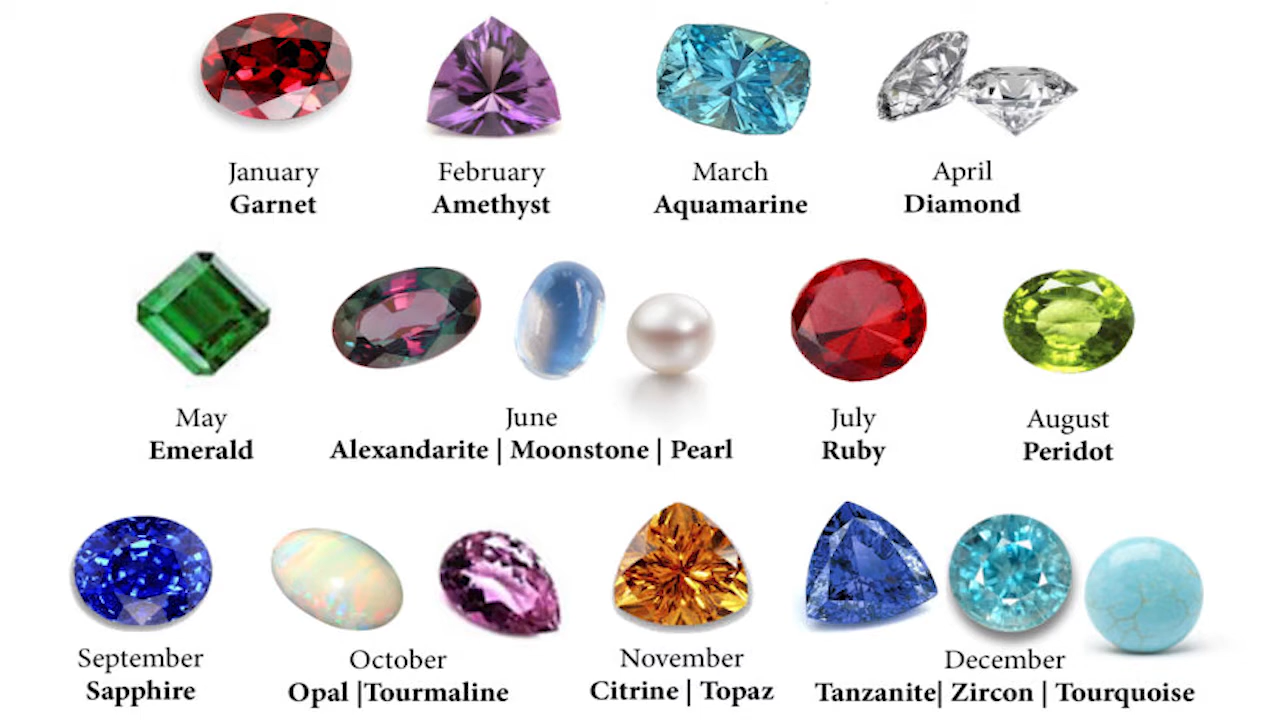 January
Garnet
February
Amethyst
March
Aquamarine
April
Diamond
May
Emerald
June
Alexandarite | Moonstone | Pearl
July
Ruby
August
Peridot
September
Sapphire
October
Opal |Tourmaline
November
Citrine | Topaz
December
Tanzanite| Zircon | Tourquoise